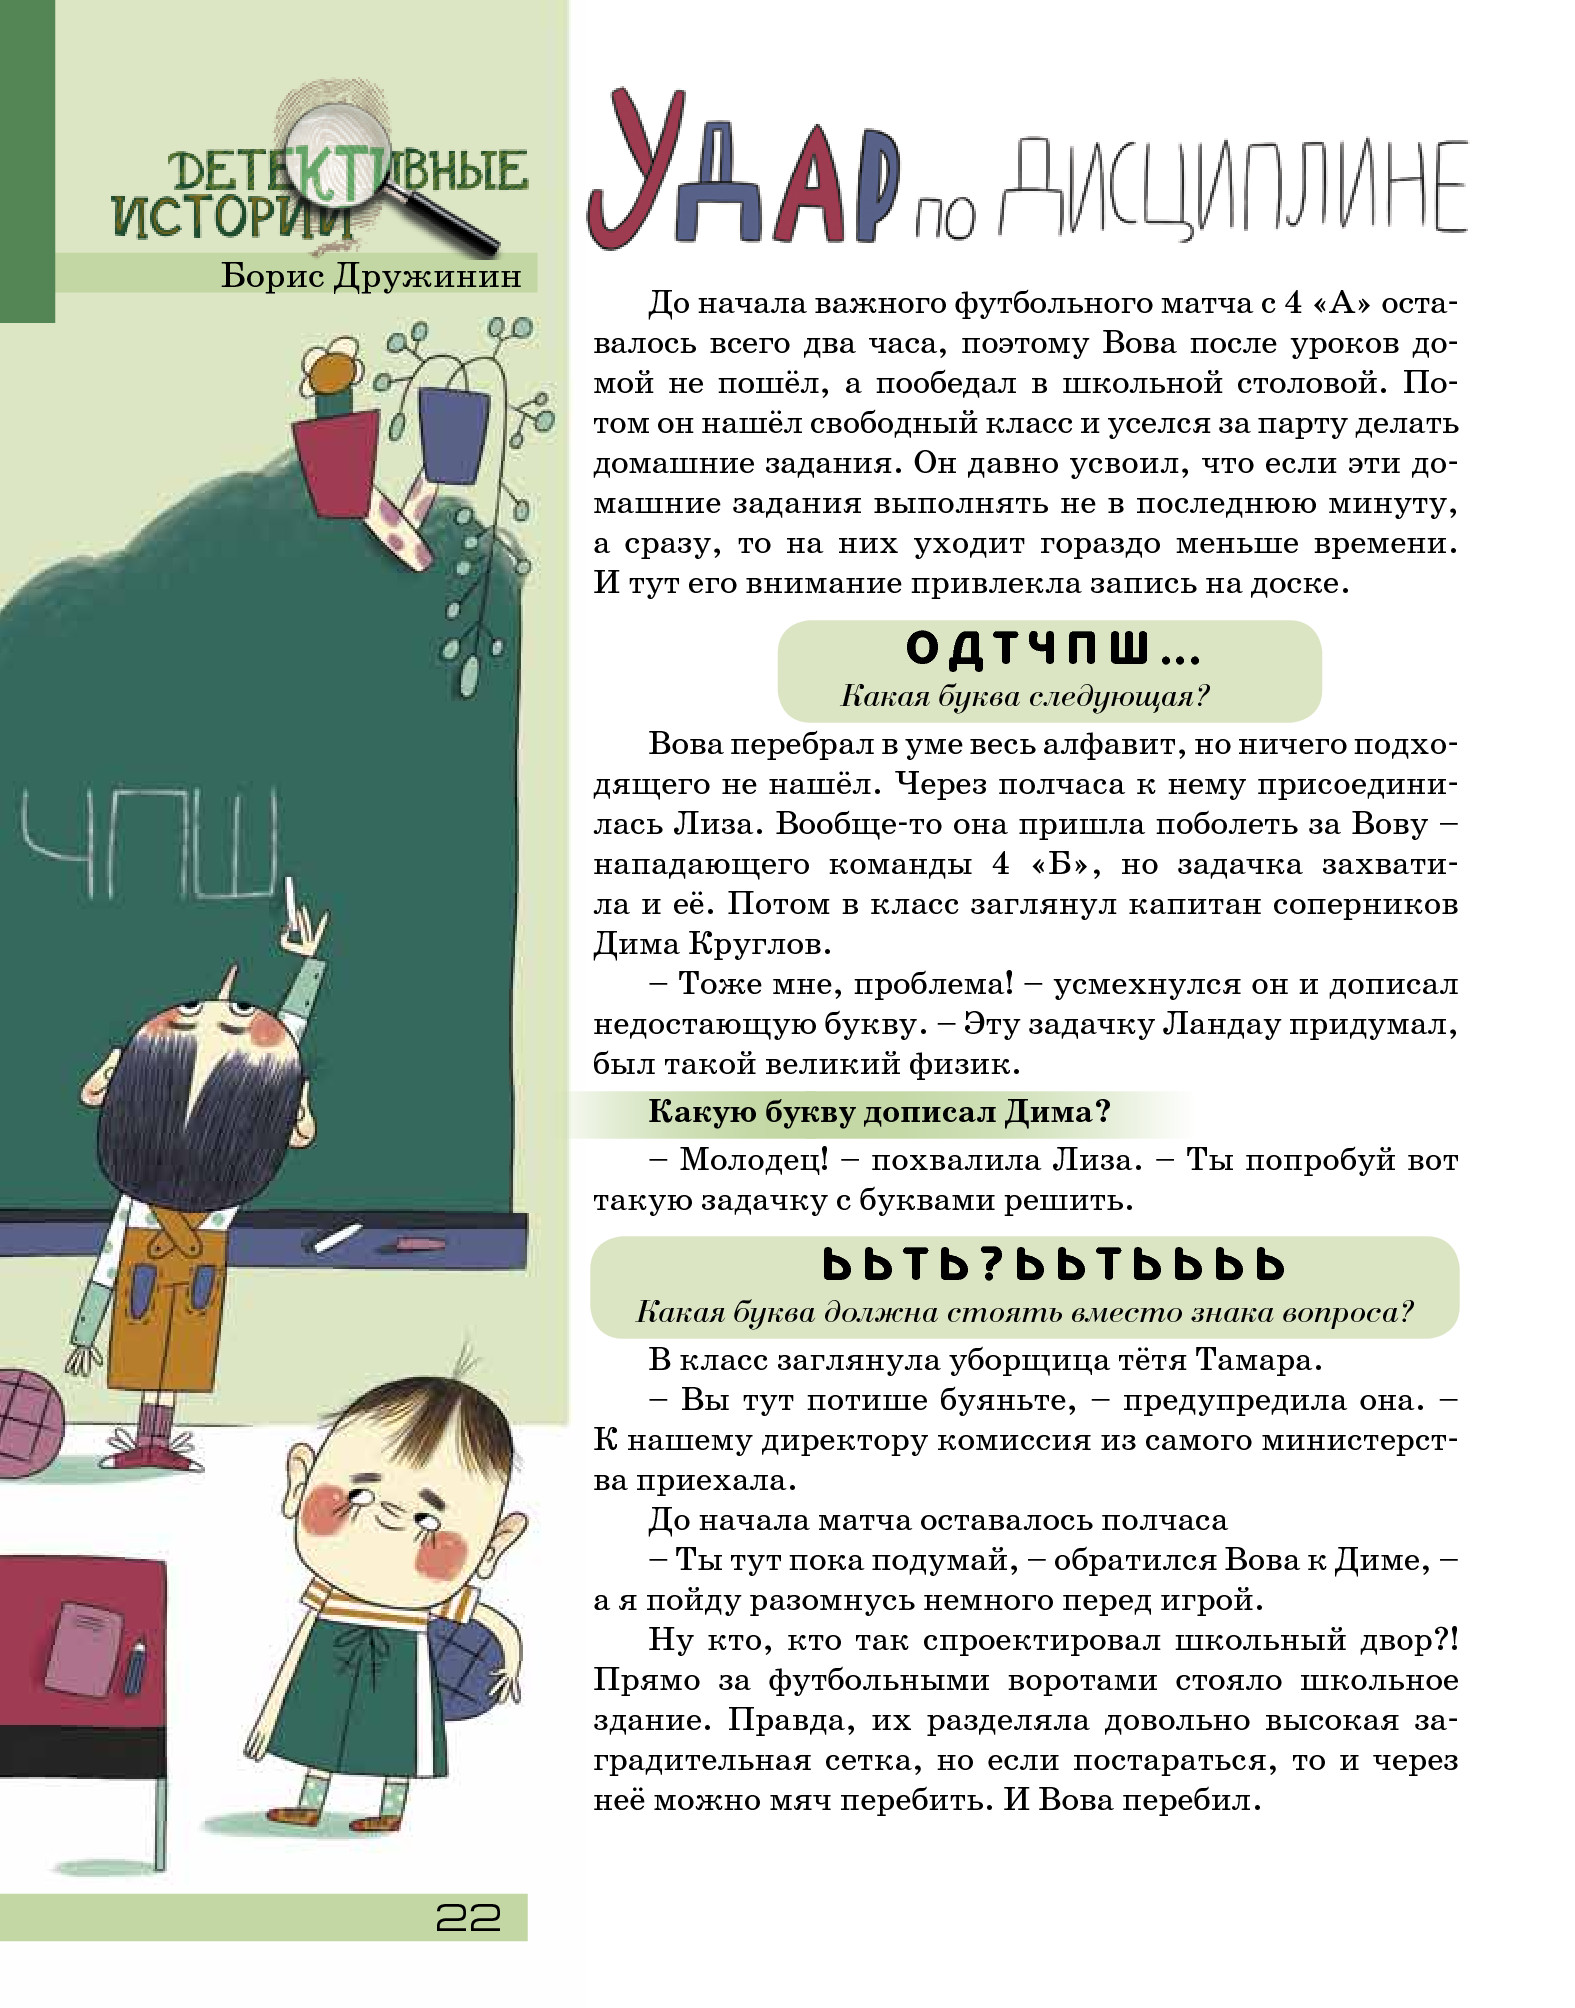 ДЕТЕКТИВНЫЕ
ИСТОРИИ
Борис Дружинин
УДАР ПО ДИСЦИПЛИНЕ
До начала важного футбольного матча с 4 «А» оста-
валось всего два часа, поэтому Вова после уроков до-
мой не пошёл, а пообедал в школьной столовой. По-
том он нашёл свободный класс и уселся за парту делать
домашние задания. Он давно усвоил, что если эти до-
машние задания выполнять не в последнюю минуту,
а сразу, то на них уходит гораздо меньше времени.
И тут его внимание привлекла запись на доске.
О Д Т Ч П Ш ...
Какая буква следующая?
Вова перебрал в уме весь алфавит, но ничего подхо-
дящего не нашёл. Через полчаса к нему присоедини-
лась Лиза. Вообще-то она пришла поболеть за Вову –
нападающего команды 4 «Б», но задачка захвати-
ла и её. Потом в класс заглянул капитан соперников
Дима Круглов.
– Тоже мне, проблема! – усмехнулся он и дописал
недостающую букву. – Эту задачку Ландау придумал,
был такой великий физик.
Какую букву дописал Дима?
– Молодец! – похвалила Лиза. – Ты попробуй вот
такую задачку с буквами решить.
Ь Ь Т Ь ? Ь Ь Т Ь Ь Ь Ь
Какая буква должна стоять вместо знака вопроса?
В класс заглянула уборщица тётя Тамара.
– Вы тут потише буяньте, – предупредила она. –
К нашему директору комиссия из самого министерст-
ва приехала.
До начала матча оставалось полчаса
– Ты тут пока подумай, – обратился Вова к Диме, –
а я пойду разомнусь немного перед игрой.
Ну кто, кто так спроектировал школьный двор?!
Прямо за футбольными воротами стояло школьное
здание. Правда, их разделяла довольно высокая за-
градительная сетка, но если постараться, то и через
неё можно мяч перебить. И Вова перебил.
ЧПШ
22